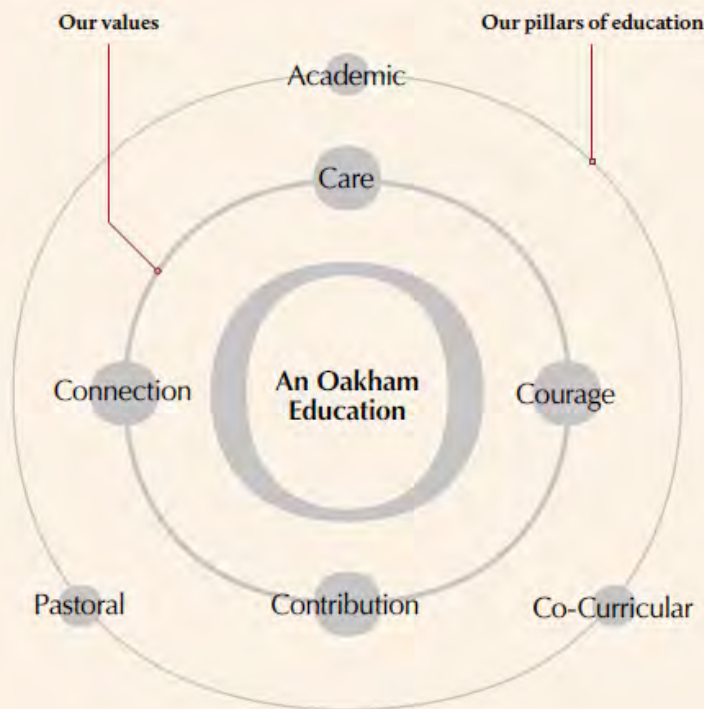 Our values
Our pillars of education
Academic
Care
O
An Oakham
Education
Connection
Courage
Pastoral
Contribution
Co-Curricular